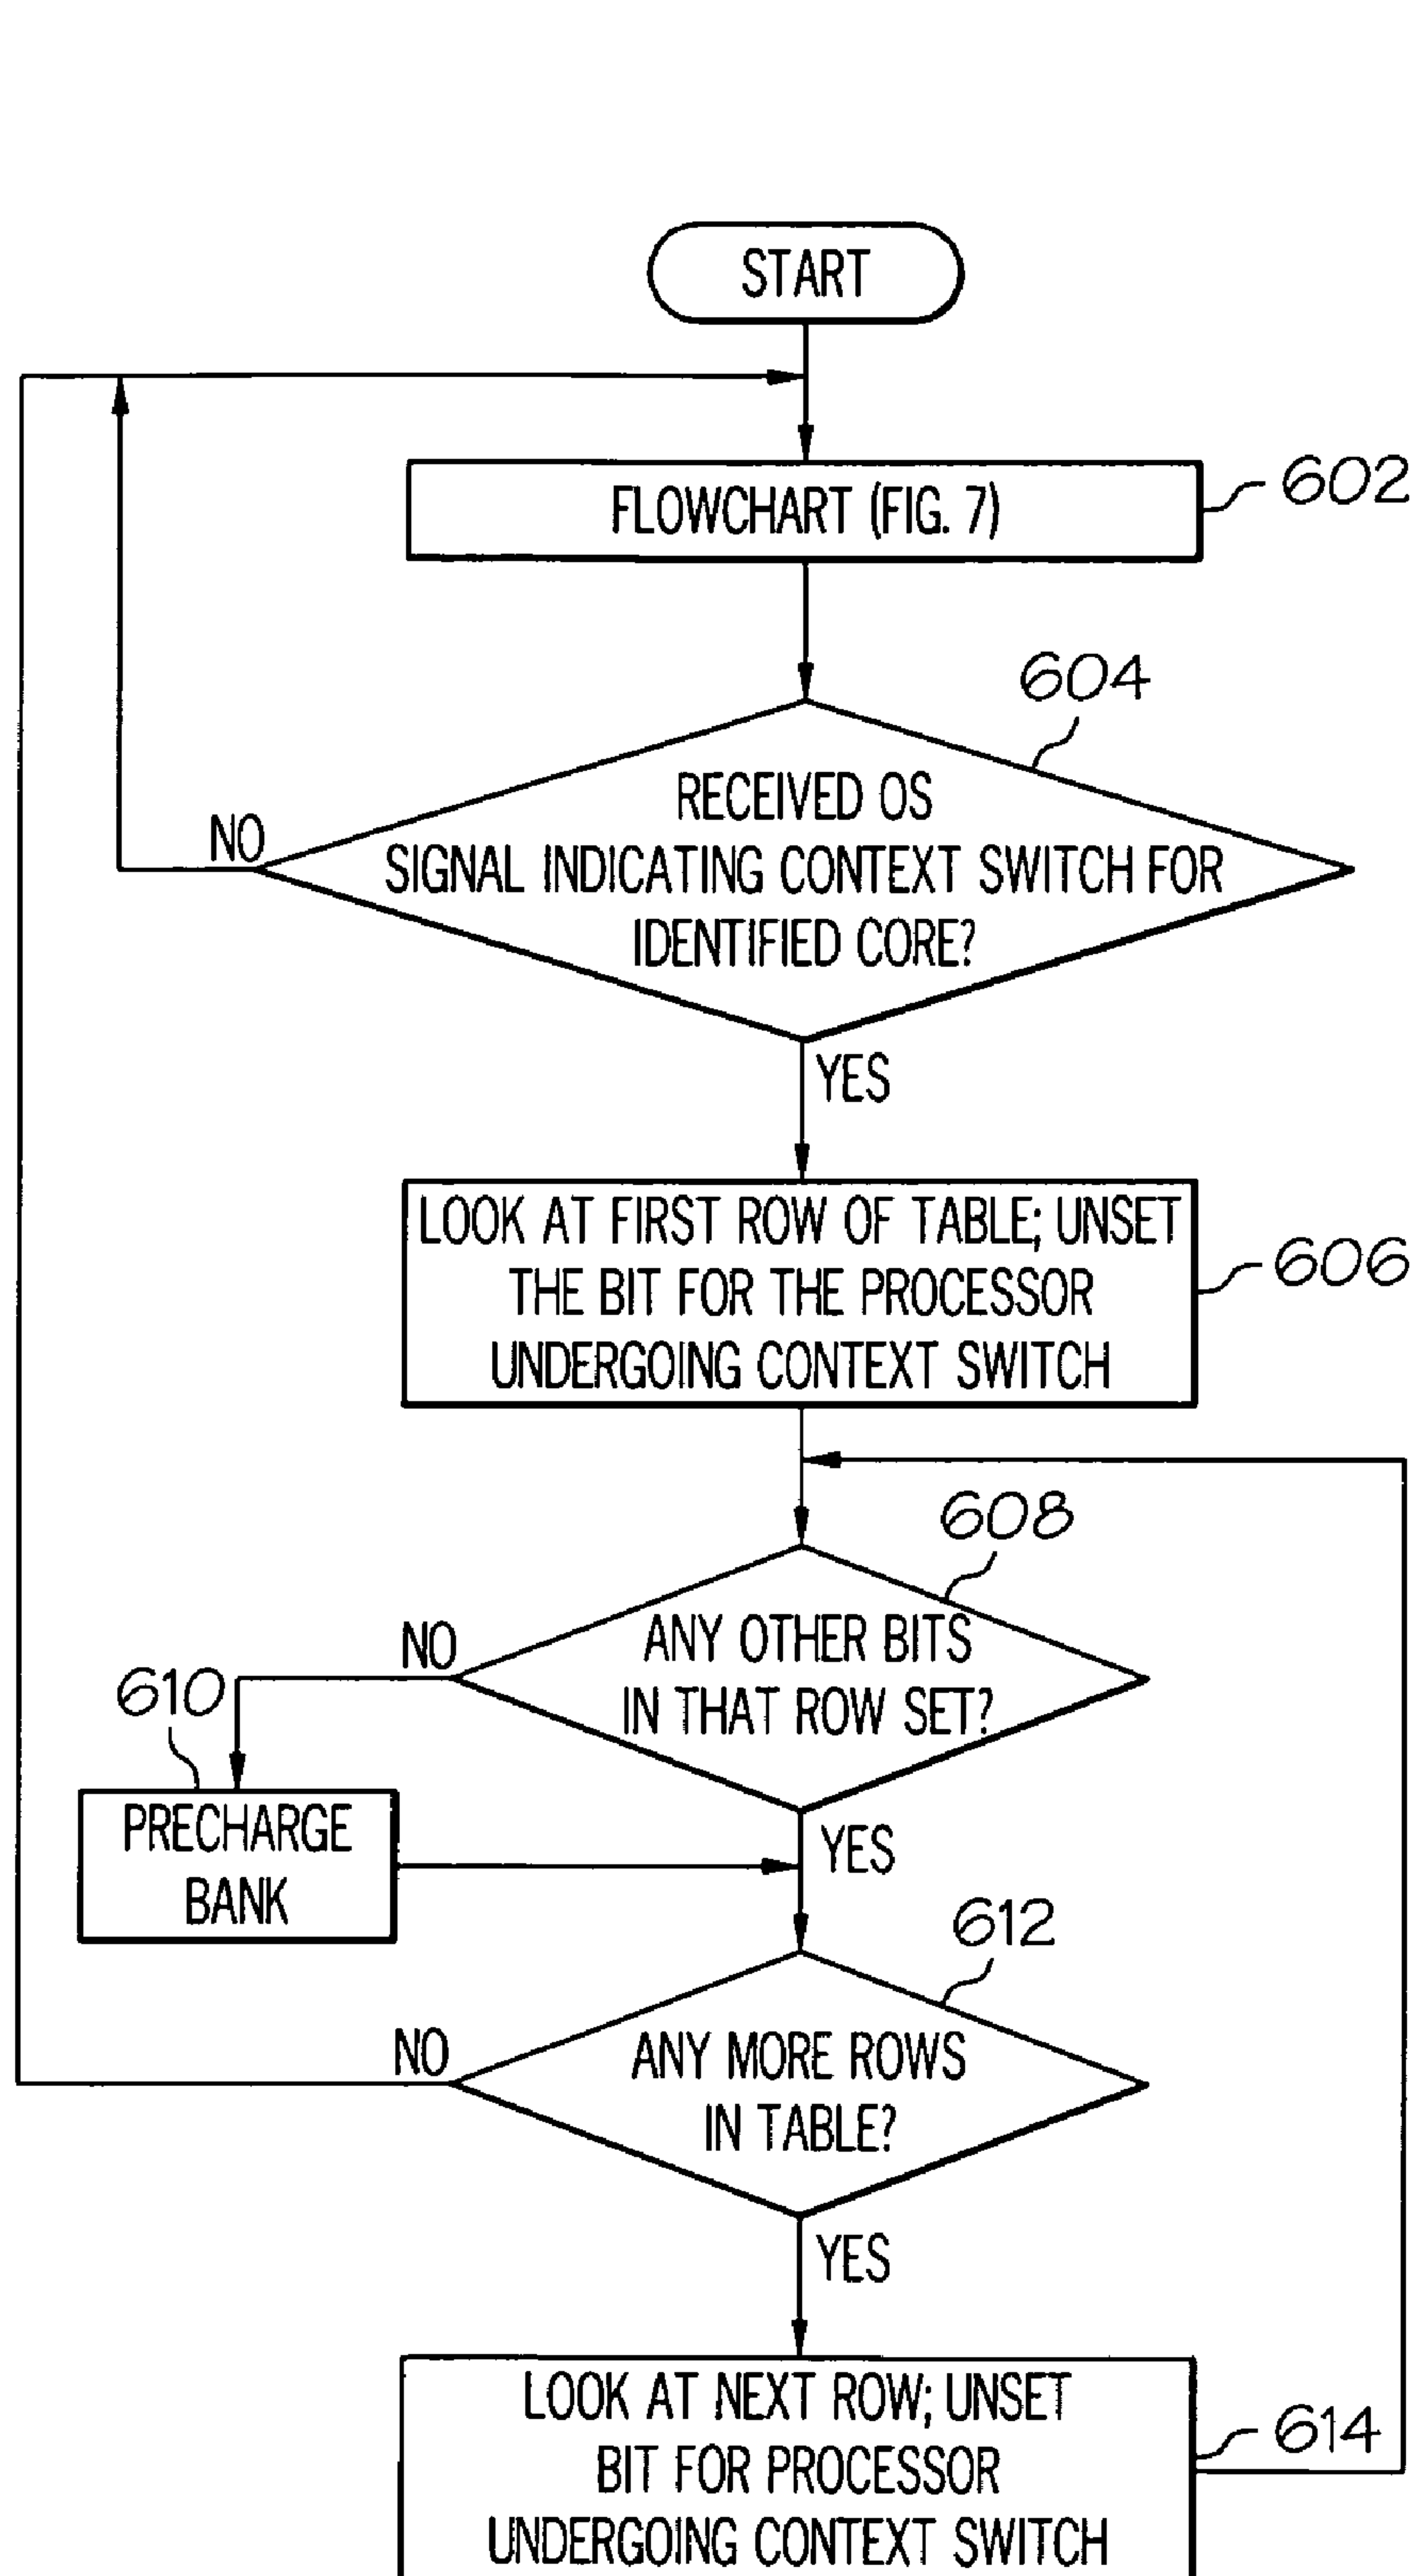 START
FLOWCHART (FIG. 7)
602
604
RECEIVED OS
SIGNAL INDICATING CONTEXT SWITCH FOR
IDENTIFIED CORE?
NO
YES
LOOK AT FIRST ROW OF TABLE; UNSET
THE BIT FOR THE PROCESSOR
UNDERGOING CONTEXT SWITCH
606
608
ANY OTHER BITS
IN THAT ROW SET?
NO
610
PRECHARGE
BANK
YES
612
ANY MORE ROWS
IN TABLE?
NO
YES
LOOK AT NEXT ROW; UNSET
BIT FOR PROCESSOR
UNDERGOING CONTEXT SWITCH
614